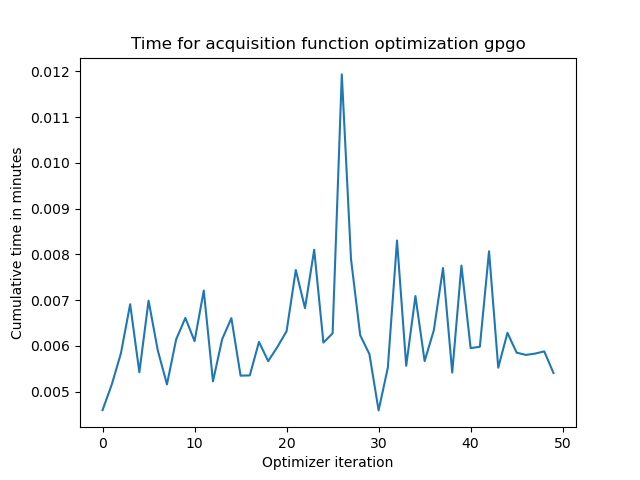 Time for acquisition function optimization gpgo
0.012
0.011
0.010
0.009
0.008
0.007
0.006
0.005
Cumulative time in minutes
0 10 20 30 40 50
Optimizer iteration